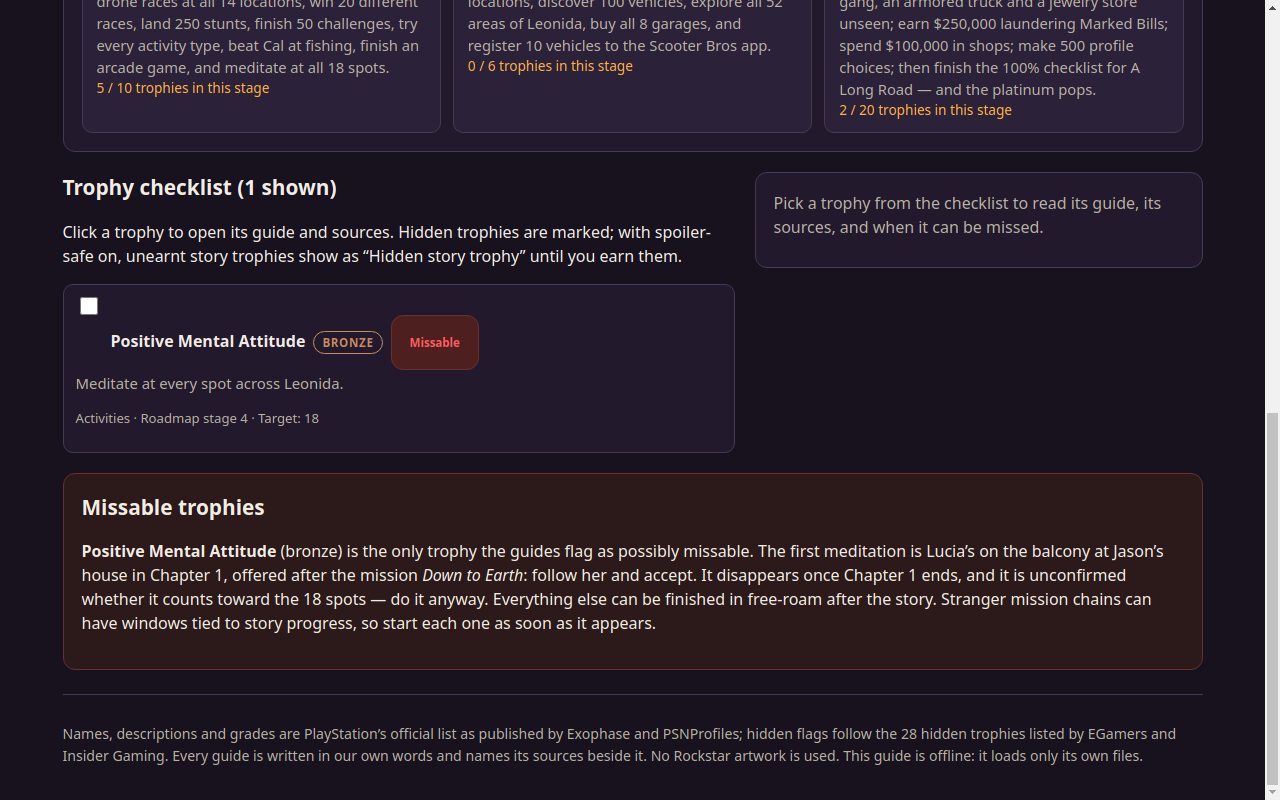 drone races at all 14 locations, win 20 different
races, land 250 stunts, finish 50 challenges, try
every activity type, beat Cal at fishing, finish an
arcade game, and meditate at all 18 spots.
5 / 10 trophies in this stage
locations, discover 100 vehicles, explore all 52
areas of Leonida, buy all 8 garages, and
register 10 vehicles to the Scooter Bros app.
0 / 6 trophies in this stage
gang, an armored truck and a jewelry store
unseen; earn $250,000 laundering Marked Bills;
spend $100,000 in shops; make 500 profile
choices; then finish the 100% checklist for A
Long Road — and the platinum pops.
2 / 20 trophies in this stage
Trophy checklist (1 shown)
Click a trophy to open its guide and sources. Hidden trophies are marked; with spoiler-
safe on, unearnt story trophies show as “Hidden story trophy” until you earn them.
Pick a trophy from the checklist to read its guide, its
sources, and when it can be missed.
Positive Mental Attitude BRONZE Missable
Meditate at every spot across Leonida.
Activities · Roadmap stage 4 · Target: 18
Missable trophies
Positive Mental Attitude (bronze) is the only trophy the guides flag as possibly missable. The first meditation is Lucia’s on the balcony at Jason’s
house in Chapter 1, offered after the mission Down to Earth: follow her and accept. It disappears once Chapter 1 ends, and it is unconfirmed
whether it counts toward the 18 spots — do it anyway. Everything else can be finished in free-roam after the story. Stranger mission chains can
have windows tied to story progress, so start each one as soon as it appears.
Names, descriptions and grades are PlayStation’s official list as published by Exophase and PSNProfiles; hidden flags follow the 28 hidden trophies listed by EGamers and
Insider Gaming. Every guide is written in our own words and names its sources beside it. No Rockstar artwork is used. This guide is offline: it loads only its own files.